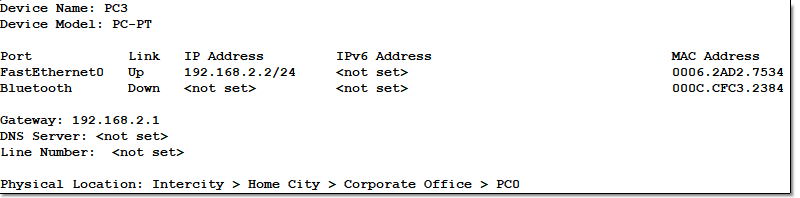 Device Name: PC3
Device Model: PC-PT
Port Link IP Address IPv6 Address MAC Address
FastEthernet0 Up 192.168.2.2/24 <not set> 0006.2AD2.7534
Bluetooth Down <not set> <not set> 000C.CFC3.2384
Gateway: 192.168.2.1
DNS Server: <not set>
Line Number: <not set>
Physical Location: Intercity > Home City > Corporate Office > PC0